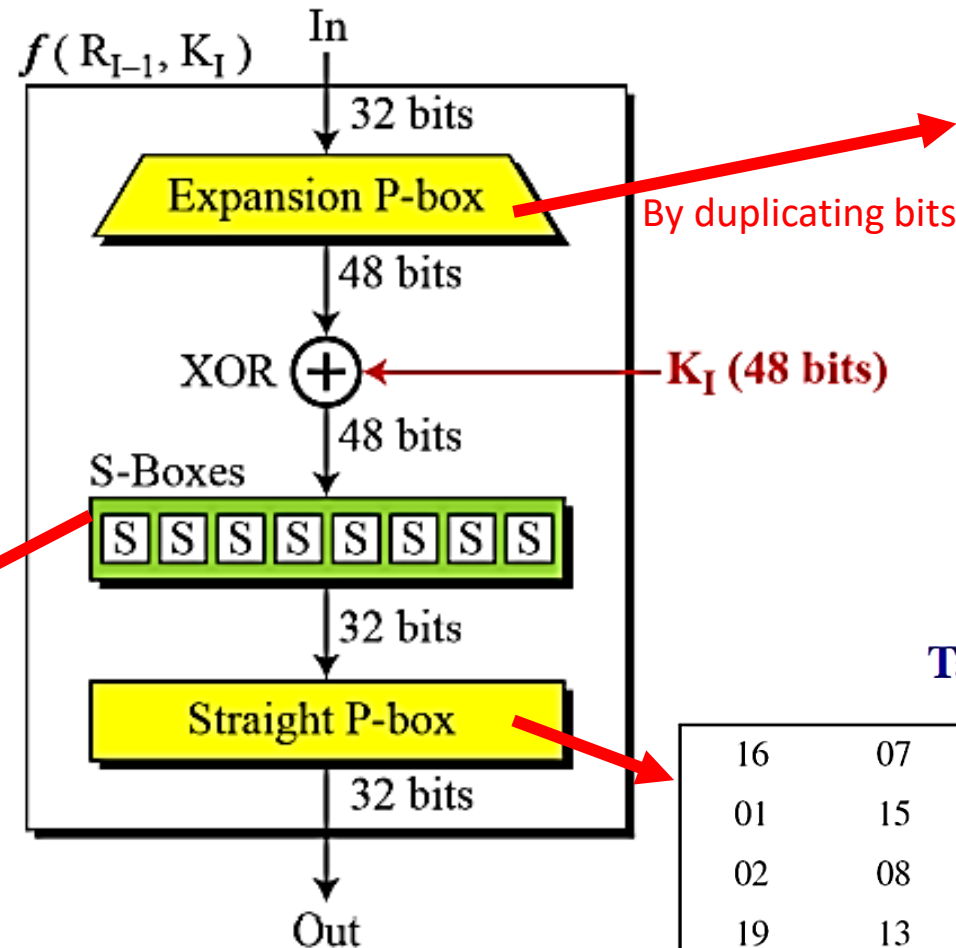 In
f ( R_{I–1}, K_I )
32 bits
Expansion P-box
By duplicating bits
48 bits
XOR +
K_I (48 bits)
48 bits
S-Boxes
S S S S S S S S
32 bits
Straight P-box
32 bits
Out
16 07
01 15
02 08
19 13